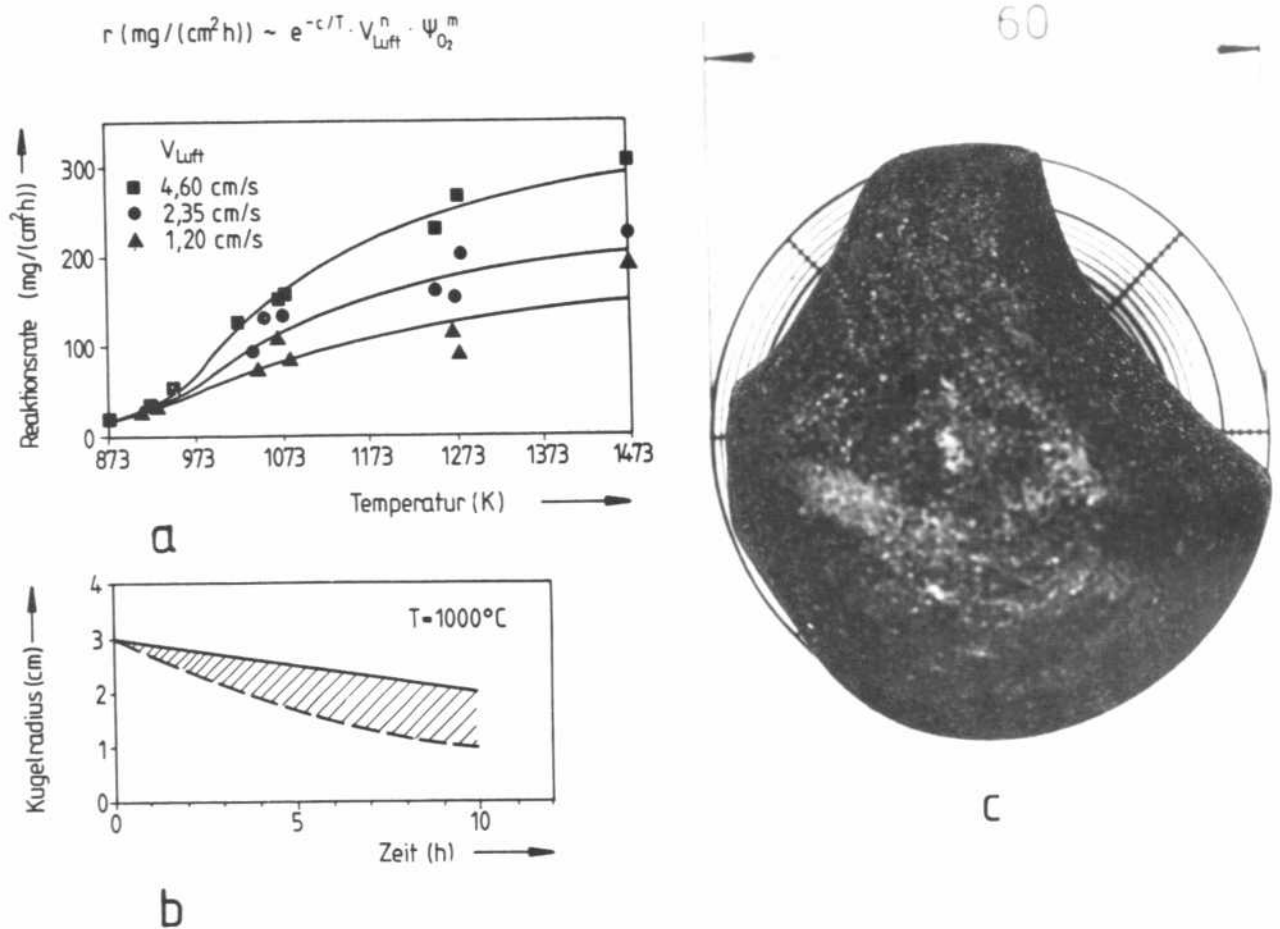 r (mg/(cm²h)) ~ e^-c/T · V_Luft^n · Ψ_O₂^m
Reaktionsrate (mg/(cm²h))
300
200
100
0
V_Luft
■ 4,60 cm/s
● 2,35 cm/s
▲ 1,20 cm/s
873 973 1073 1173 1273 1373 1473
Temperatur (K)
a
Kugelradius (cm)
4
3
2
1
0
T=1000°C
0 5 10
Zeit (h)
b
60
c